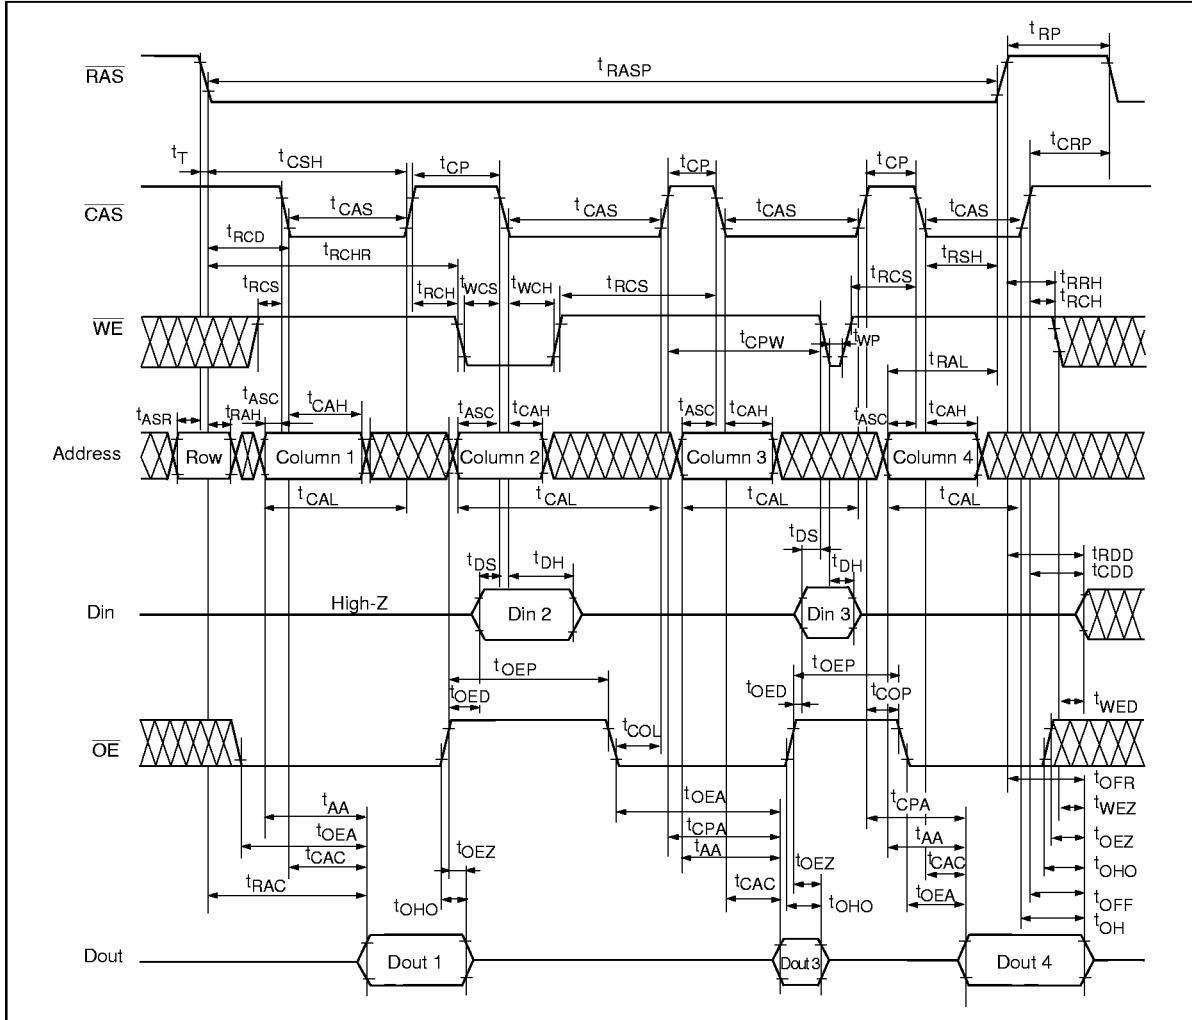 tRP
RAS
tRASP
tT
tCSH
tCP
tCP
tCP
tCRP
CAS
tCAS
tCAS
tCAS
tCAS
tRCD
tRCHR
tRSH
tRCS
tRCH
tWCS
tWCH
tRCS
tRCS
tRRH
tRCH
WE
tCPW
tWP
tRAL
tASR
tRAH
tASC
tCAH
tASC
tCAH
tASC
tCAH
tASC
tCAH
Address
Row
Column 1
Column 2
Column 3
Column 4
tCAL
tCAL
tCAL
tCAL
tDS
tDH
tDS
tDH
tRDD
tCDD
Din
High-Z
Din 2
Din 3
tOEP
tOEP
tOED
tOED
tCOP
tWED
OE
tCOL
tOFR
tAA
tOEA
tCPA
tWEZ
tOEA
tOEZ
tCPA
tAA
tOEZ
tCAC
tAA
tOEZ
tCAC
tOHO
tRAC
tOHO
tCAC
tOHO
tOEA
tOFF
tOH
Dout
Dout 1
Dout 3
Dout 4